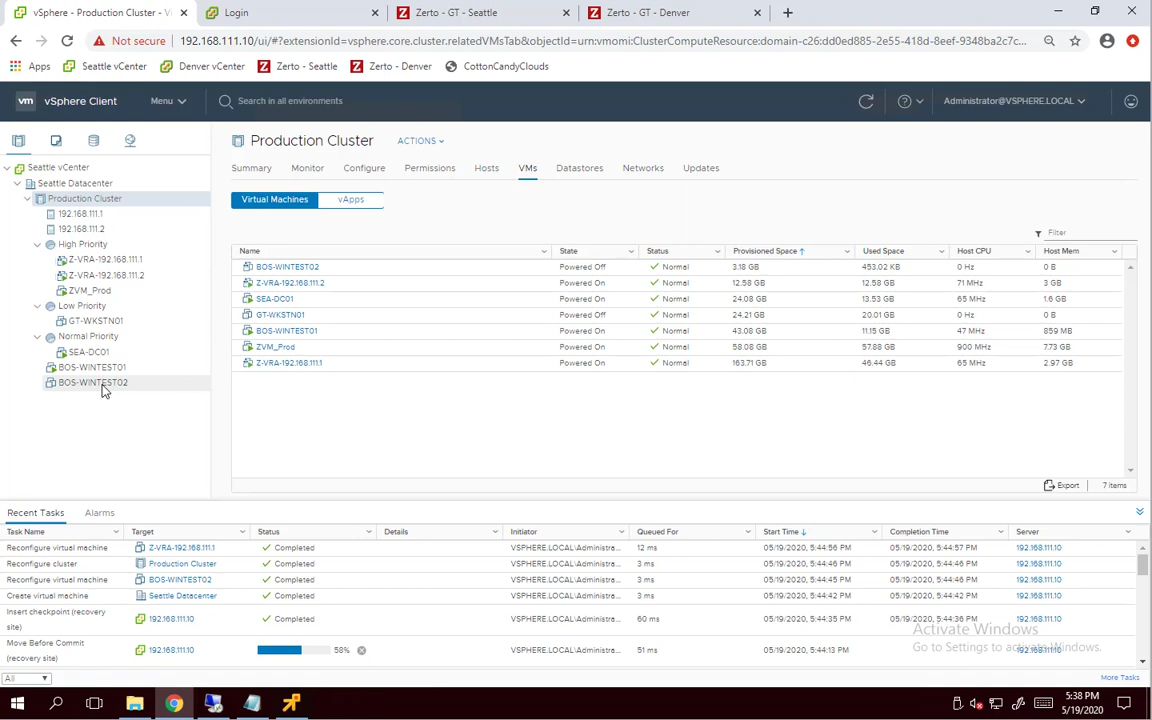 vSphere - Production Cluster - Vi
Login
Zerto - GT - Seattle
Zerto - GT - Denver
Not secure
192.168.111.10/ui/#?extensionId=vsphere.core.cluster.relatedVMsTab&objectId=urn:vmomi:ClusterComputeResource:domain-c26:dd0ed885-2e55-418d-8eef-9348ba2c7c...
Apps
Seattle vCenter
Denver vCenter
Zerto - Seattle
Zerto - Denver
CottonCandyClouds
vm vSphere Client
Menu
Search in all environments
Administrator@VSPHERE.LOCAL
Seattle vCenter
Seattle Datacenter
Production Cluster
192.168.111.1
192.168.111.2
High Priority
Z-VRA-192.168.111.1
Z-VRA-192.168.111.2
ZVM_Prod
Low Priority
GT-WKSTN01
Normal Priority
SEA-DC01
BOS-WINTEST01
BOS-WINTEST02
Production Cluster
ACTIONS
Summary Monitor Configure Permissions Hosts VMs Datastores Networks Updates
Virtual Machines vApps
Filter
Name State Status Provisioned Space Used Space Host CPU Host Mem
BOS-WINTEST02 Powered Off Normal 3.18 GB 453.02 KB 0 Hz 0 B
Z-VRA-192.168.111.2 Powered On Normal 12.58 GB 12.58 GB 71 MHz 3 GB
SEA-DC01 Powered On Normal 24.08 GB 13.53 GB 65 MHz 1.6 GB
GT-WKSTN01 Powered Off Normal 24.21 GB 20.01 GB 0 Hz 0 B
BOS-WINTEST01 Powered On Normal 43.08 GB 11.15 GB 47 MHz 859 MB
ZVM_Prod Powered On Normal 58.08 GB 57.88 GB 900 MHz 7.73 GB
Z-VRA-192.168.111.1 Powered On Normal 163.71 GB 46.44 GB 65 MHz 2.97 GB
Export 7 items
Recent Tasks Alarms
Task Name Target Status Details Initiator Queued For Start Time Completion Time Server
Reconfigure virtual machine Z-VRA-192.168.111.1 Completed VSPHERE.LOCAL\Administra... 12 ms 05/19/2020, 5:44:56 PM 05/19/2020, 5:44:57 PM 192.168.111.10
Reconfigure cluster Production Cluster Completed VSPHERE.LOCAL\Administra... 3 ms 05/19/2020, 5:44:46 PM 05/19/2020, 5:44:46 PM 192.168.111.10
Reconfigure virtual machine BOS-WINTEST02 Completed VSPHERE.LOCAL\Administra... 3 ms 05/19/2020, 5:44:45 PM 05/19/2020, 5:44:46 PM 192.168.111.10
Create virtual machine Seattle Datacenter Completed VSPHERE.LOCAL\Administra... 3 ms 05/19/2020, 5:44:42 PM 05/19/2020, 5:44:42 PM 192.168.111.10
Insert checkpoint (recovery
site) 192.168.111.10 Completed VSPHERE.LOCAL\Administra... 60 ms 05/19/2020, 5:44:35 PM 05/19/2020, 5:44:36 PM 192.168.111.10
Move Before Commit
(recovery site) 192.168.111.10 58% VSPHERE.LOCAL\Administra... 51 ms 05/19/2020, 5:44:13 PM 192.168.111.10
Activate Windows
Go to Settings to activate Windows.
All
More Tasks
5:38 PM
5/19/2020